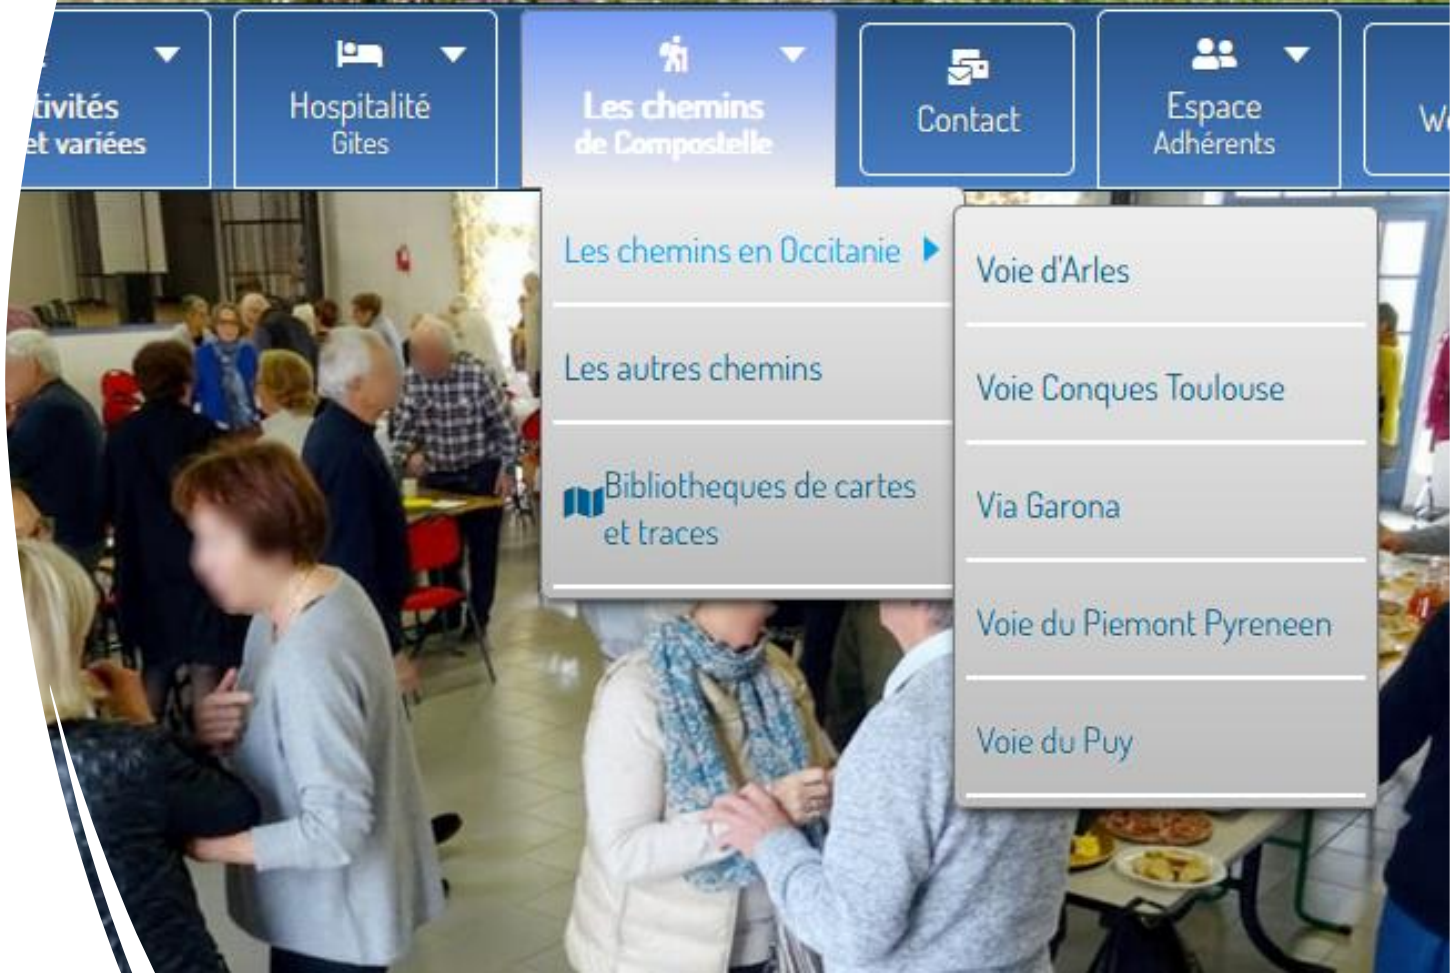 et variées
Hospitalité
Gites
Les chemins
de Compostelle
Contact
Espace
Adhérents
Les chemins en Occitanie
Les autres chemins
Bibliotheques de cartes
et traces
Voie d'Arles
Voie Conques Toulouse
Via Garona
Voie du Piemont Pyreneen
Voie du Puy